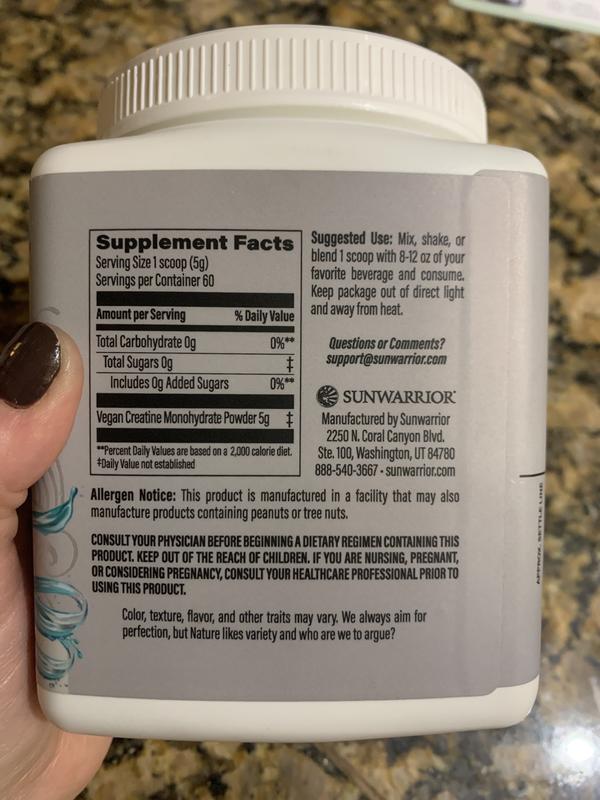 Supplement Facts
Serving Size 1 scoop (5g)
Servings per Container 60
Amount per Serving % Daily Value
Total Carbohydrate 0g 0%**
Total Sugars 0g ‡
Includes 0g Added Sugars 0%**
Vegan Creatine Monohydrate Powder 5g ‡
**Percent Daily Values are based on a 2,000 calorie diet.
‡Daily Value not established
Suggested Use: Mix, shake, or
blend 1 scoop with 8-12 oz of your
favorite beverage and consume.
Keep package out of direct light
and away from heat.
Questions or Comments?
support@sunwarrior.com
SUNWARRIOR
Manufactured by Sunwarrior
2250 N. Coral Canyon Blvd.
Ste. 100, Washington, UT 84780
888-540-3667 • sunwarrior.com
Allergen Notice: This product is manufactured in a facility that may also
manufacture products containing peanuts or tree nuts.
CONSULT YOUR PHYSICIAN BEFORE BEGINNING A DIETARY REGIMEN CONTAINING THIS
PRODUCT. KEEP OUT OF THE REACH OF CHILDREN. IF YOU ARE NURSING, PREGNANT,
OR CONSIDERING PREGNANCY, CONSULT YOUR HEALTHCARE PROFESSIONAL PRIOR TO
USING THIS PRODUCT.
Color, texture, flavor, and other traits may vary. We always aim for
perfection, but Nature likes variety and who are we to argue?
APPROX. SETTLE LINE